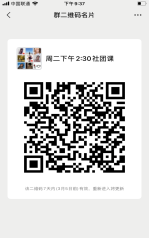 中国联通 下午9:37
群二维码名片
周二下午2:30社团课
该二维码7天内(3月5日前)有效，重新进入将更新